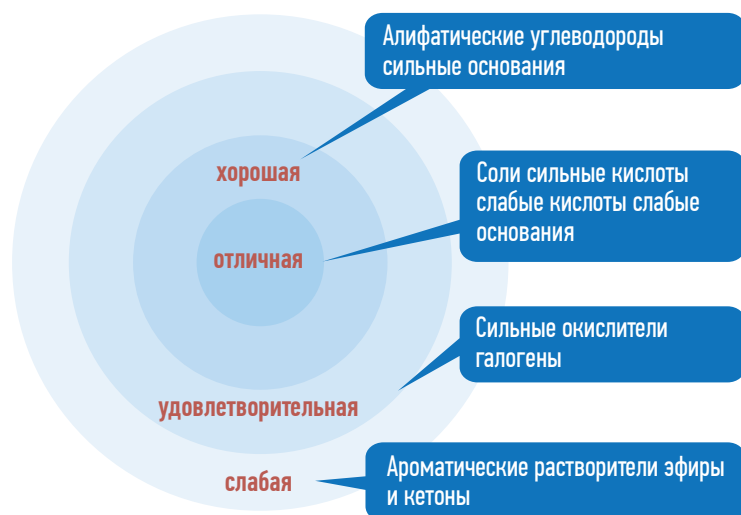 Алифатические углеводороды
сильные основания
хорошая
Соли сильные кислоты
слабые кислоты слабые
основания
отличная
Сильные окислители
галогены
удовлетворительная
Ароматические растворители эфиры
и кетоны
слабая